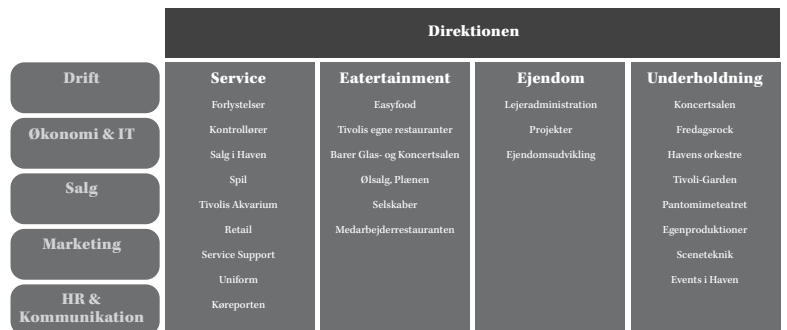 Direktionen
Drift
Økonomi & IT
Salg
Marketing
HR &
Kommunikation
Service
Forlystelser
Kontrollører
Salg i Haven
Spil
Tivolis Akvarium
Retail
Service Support
Uniform
Køreporten
Eatertainment
Easyfood
Tivolis egne restauranter
Barer Glas- og Koncertsalen
Ølsalg, Plænen
Selskaber
Medarbejderrestauranten
Ejendom
Lejeradministration
Projekter
Ejendomsudvikling
Underholdning
Koncertsalen
Fredagsrock
Havens orkestre
Tivoli-Garden
Pantomimeteatret
Egenproduktioner
Sceneteknik
Events i Haven